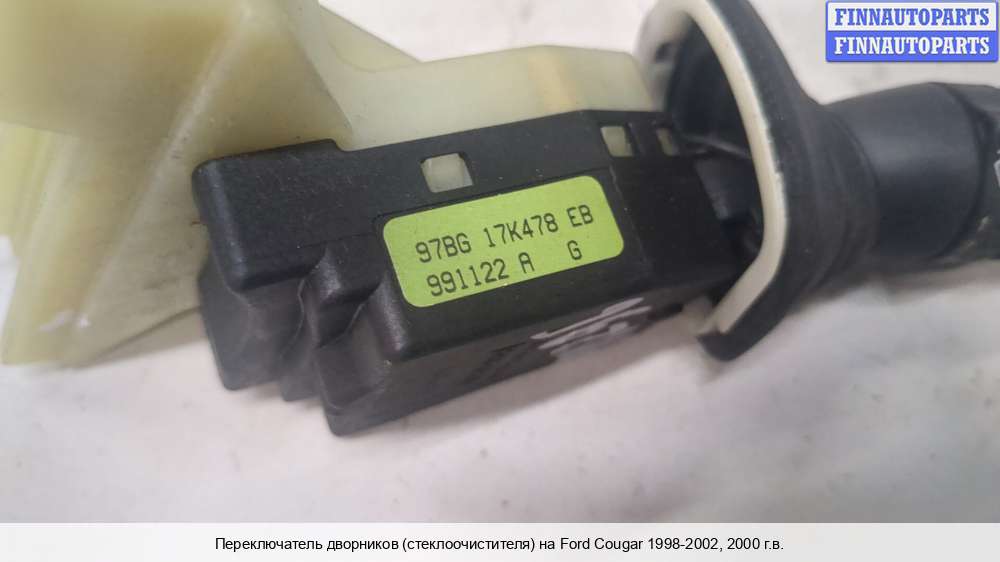 FINNAUTOPARTS
FINNAUTOPARTS
97BG 17K478 EB
991122 A G
Переключатель дворников (стеклоочистителя) на Ford Cougar 1998-2002, 2000 г.в.